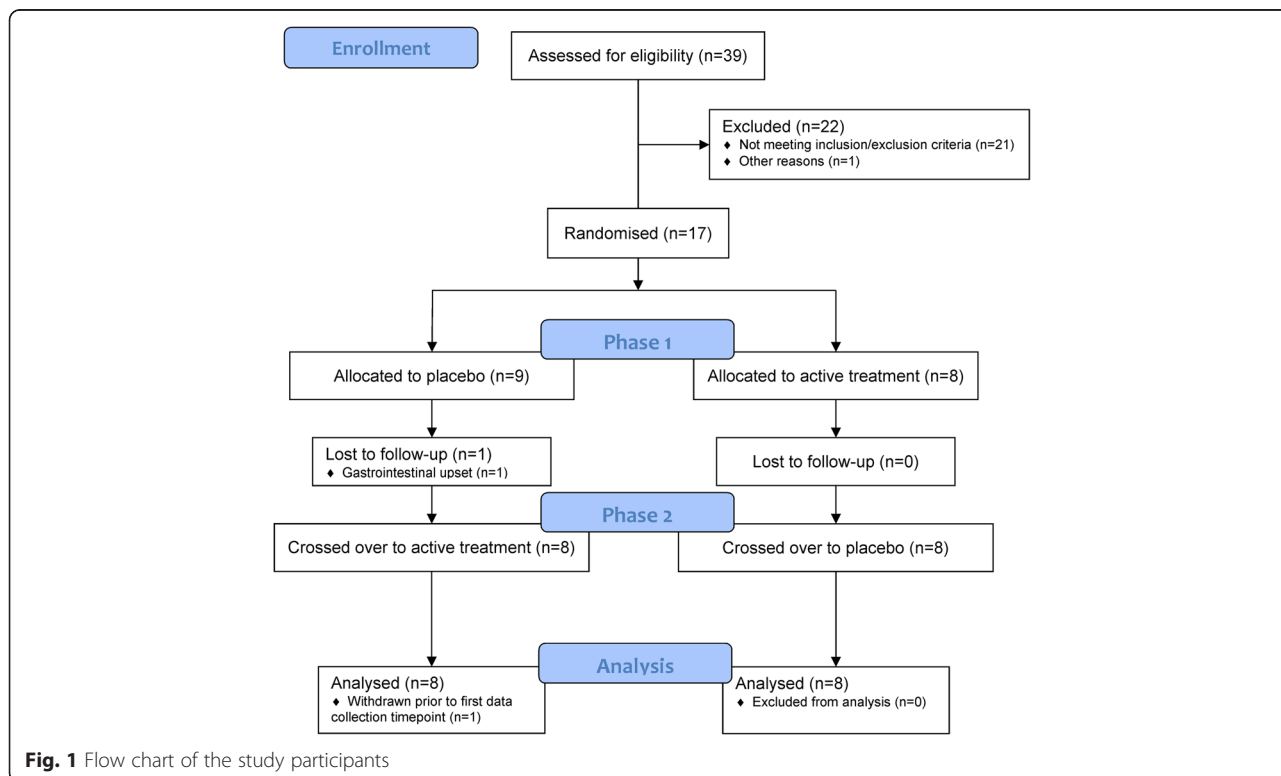 Enrollment
Assessed for eligibility (n=39)
Excluded (n=22)
♦ Not meeting inclusion/exclusion criteria (n=21)
♦ Other reasons (n=1)
Randomised (n=17)
Phase 1
Allocated to placebo (n=9)
Allocated to active treatment (n=8)
Lost to follow-up (n=1)
♦ Gastrointestinal upset (n=1)
Lost to follow-up (n=0)
Phase 2
Crossed over to active treatment (n=8)
Crossed over to placebo (n=8)
Analysis
Analysed (n=8)
♦ Withdrawn prior to first data
collection timepoint (n=1)
Analysed (n=8)
♦ Excluded from analysis (n=0)
Fig. 1 Flow chart of the study participants